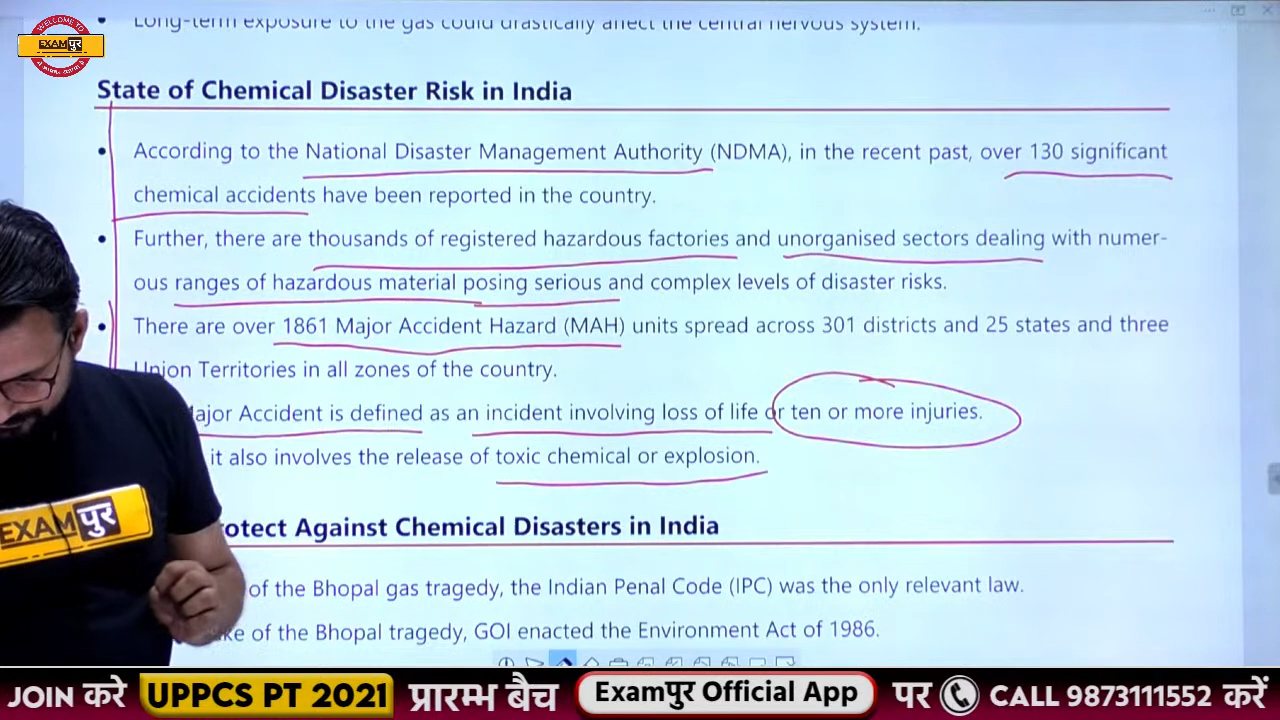 Long-term exposure to the gas could drastically affect the central nervous system.
WELCOME TO
EXAMपुर
State of Chemical Disaster Risk in India
• According to the National Disaster Management Authority (NDMA), in the recent past, over 130 significant
chemical accidents have been reported in the country.
• Further, there are thousands of registered hazardous factories and unorganised sectors dealing with numer-
ous ranges of hazardous material posing serious and complex levels of disaster risks.
• There are over 1861 Major Accident Hazard (MAH) units spread across 301 districts and 25 states and three
Union Territories in all zones of the country.
ajor Accident is defined as an incident involving loss of life or ten or more injuries.
it also involves the release of toxic chemical or explosion.
otect Against Chemical Disasters in India
of the Bhopal gas tragedy, the Indian Penal Code (IPC) was the only relevant law.
ke of the Bhopal tragedy, GOI enacted the Environment Act of 1986.
EXAMपुर
JOIN करे UPPCS PT 2021 प्रारम्भ बैच Examपुर Official App पर CALL 9873111552 करें